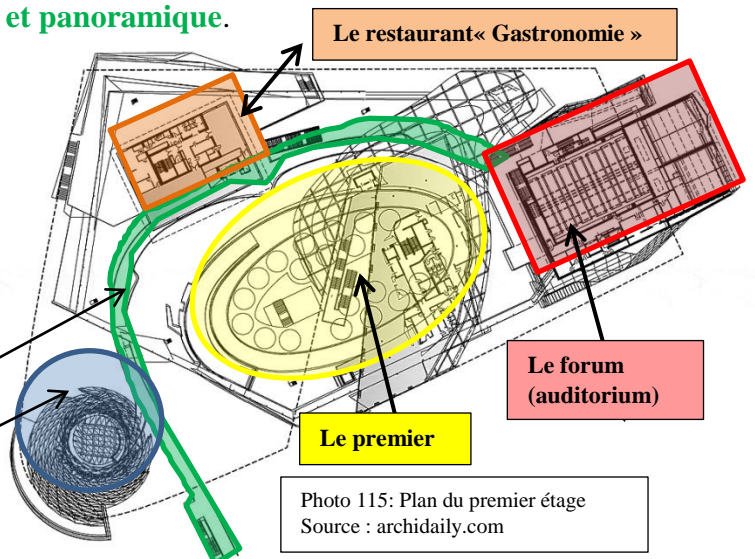 et panoramique.
Le restaurant« Gastronomie »
Le forum
(auditorium)
Le premier
Photo 115: Plan du premier étage
Source : archidaily.com